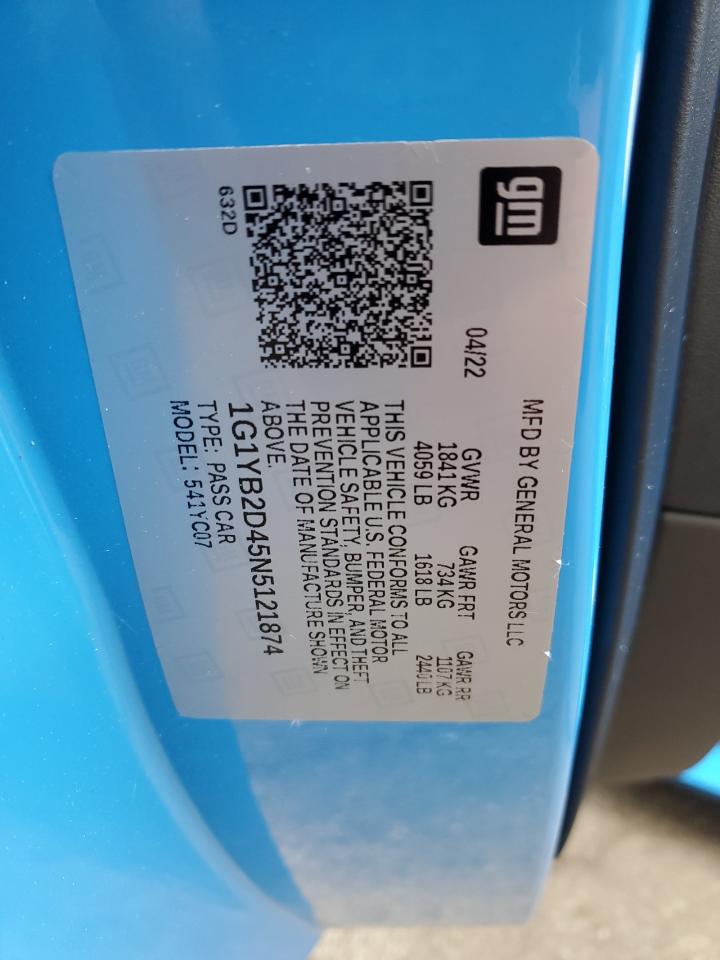 gm
MFD BY GENERAL MOTORS LLC
04/22
GVWR GAWR FRT GAWR RR
1841 KG 734 KG 1107 KG
4059 LB 1618 LB 2440 LB
THIS VEHICLE CONFORMS TO ALL
APPLICABLE U.S. FEDERAL MOTOR
VEHICLE SAFETY, BUMPER, AND THEFT
PREVENTION STANDARDS IN EFFECT ON
THE DATE OF MANUFACTURE SHOWN
ABOVE.
1G1YB2D45N5121874
TYPE: PASS CAR
MODEL: 541YC07
632D